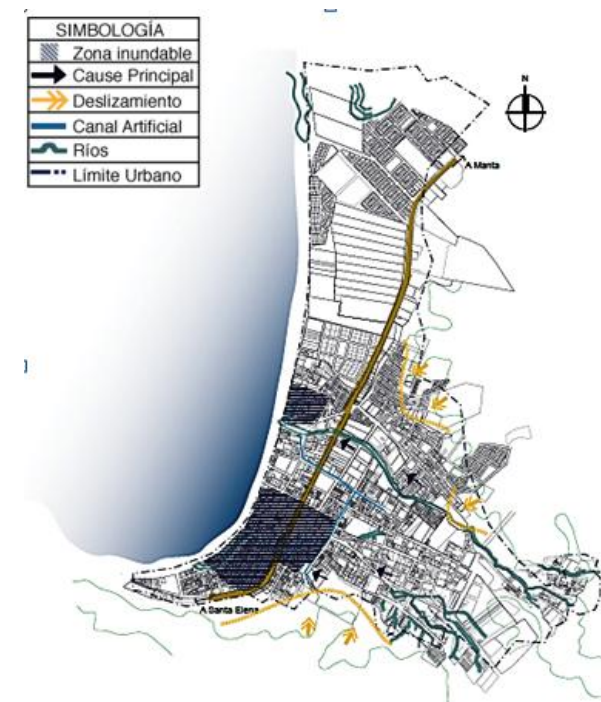 SIMBOLOGÍA
Zona inundable
Cause Principal
Deslizamiento
Canal Artificial
Ríos
Límite Urbano
N
A Manta
A Santa Elena